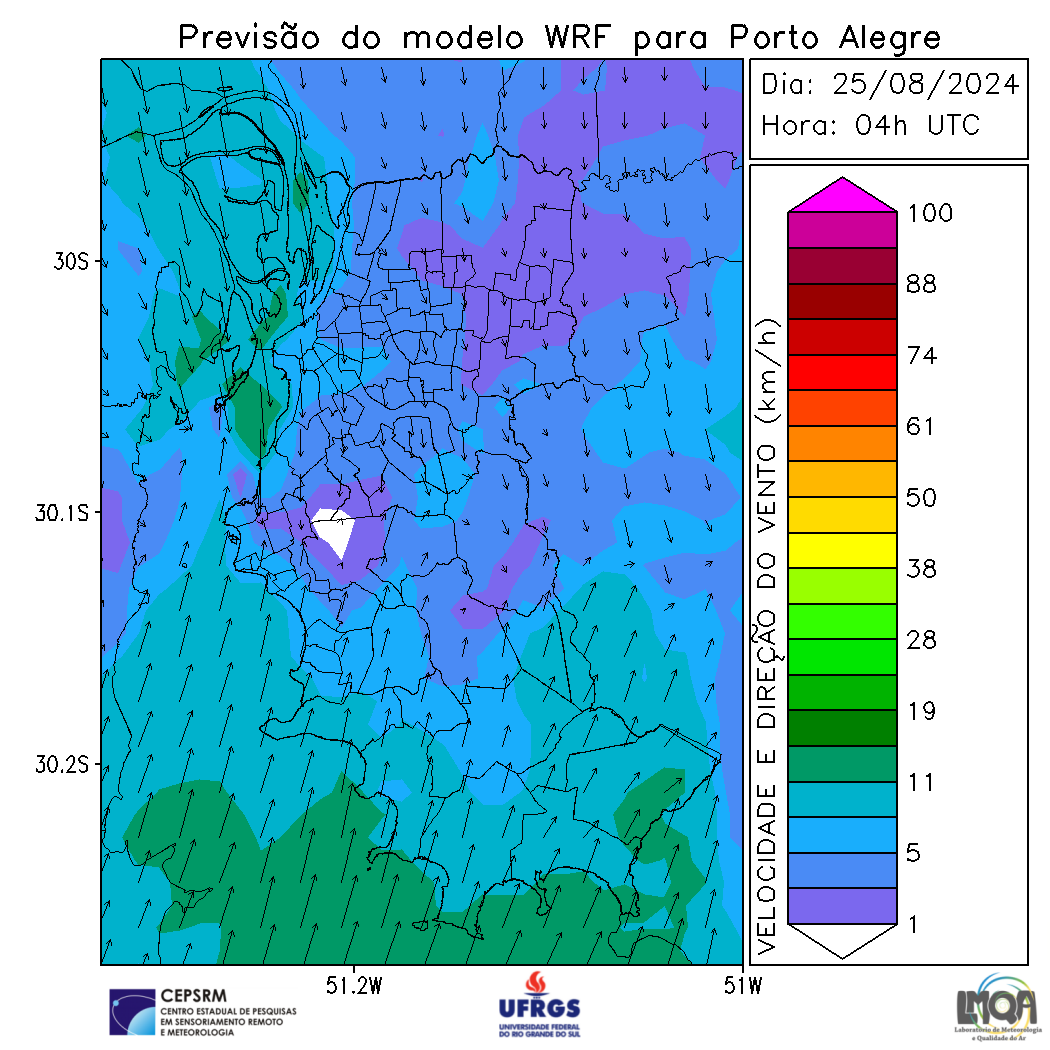 Previsão do modelo WRF para Porto Alegre
Dia: 25/08/2024
Hora: 04h UTC
30S
30.1S
30.2S
51.2W
51W
VELOCIDADE E DIREÇÃO DO VENTO (km/h)
100
88
74
61
50
38
28
19
11
5
1
CEPSRM
CENTRO ESTADUAL DE PESQUISAS
EM SENSORIAMENTO REMOTO
E METEOROLOGIA
UFRGS
UNIVERSIDADE FEDERAL
DO RIO GRANDE DO SUL
LMQA
Laboratório de Meteorologia
e Qualidade do Ar